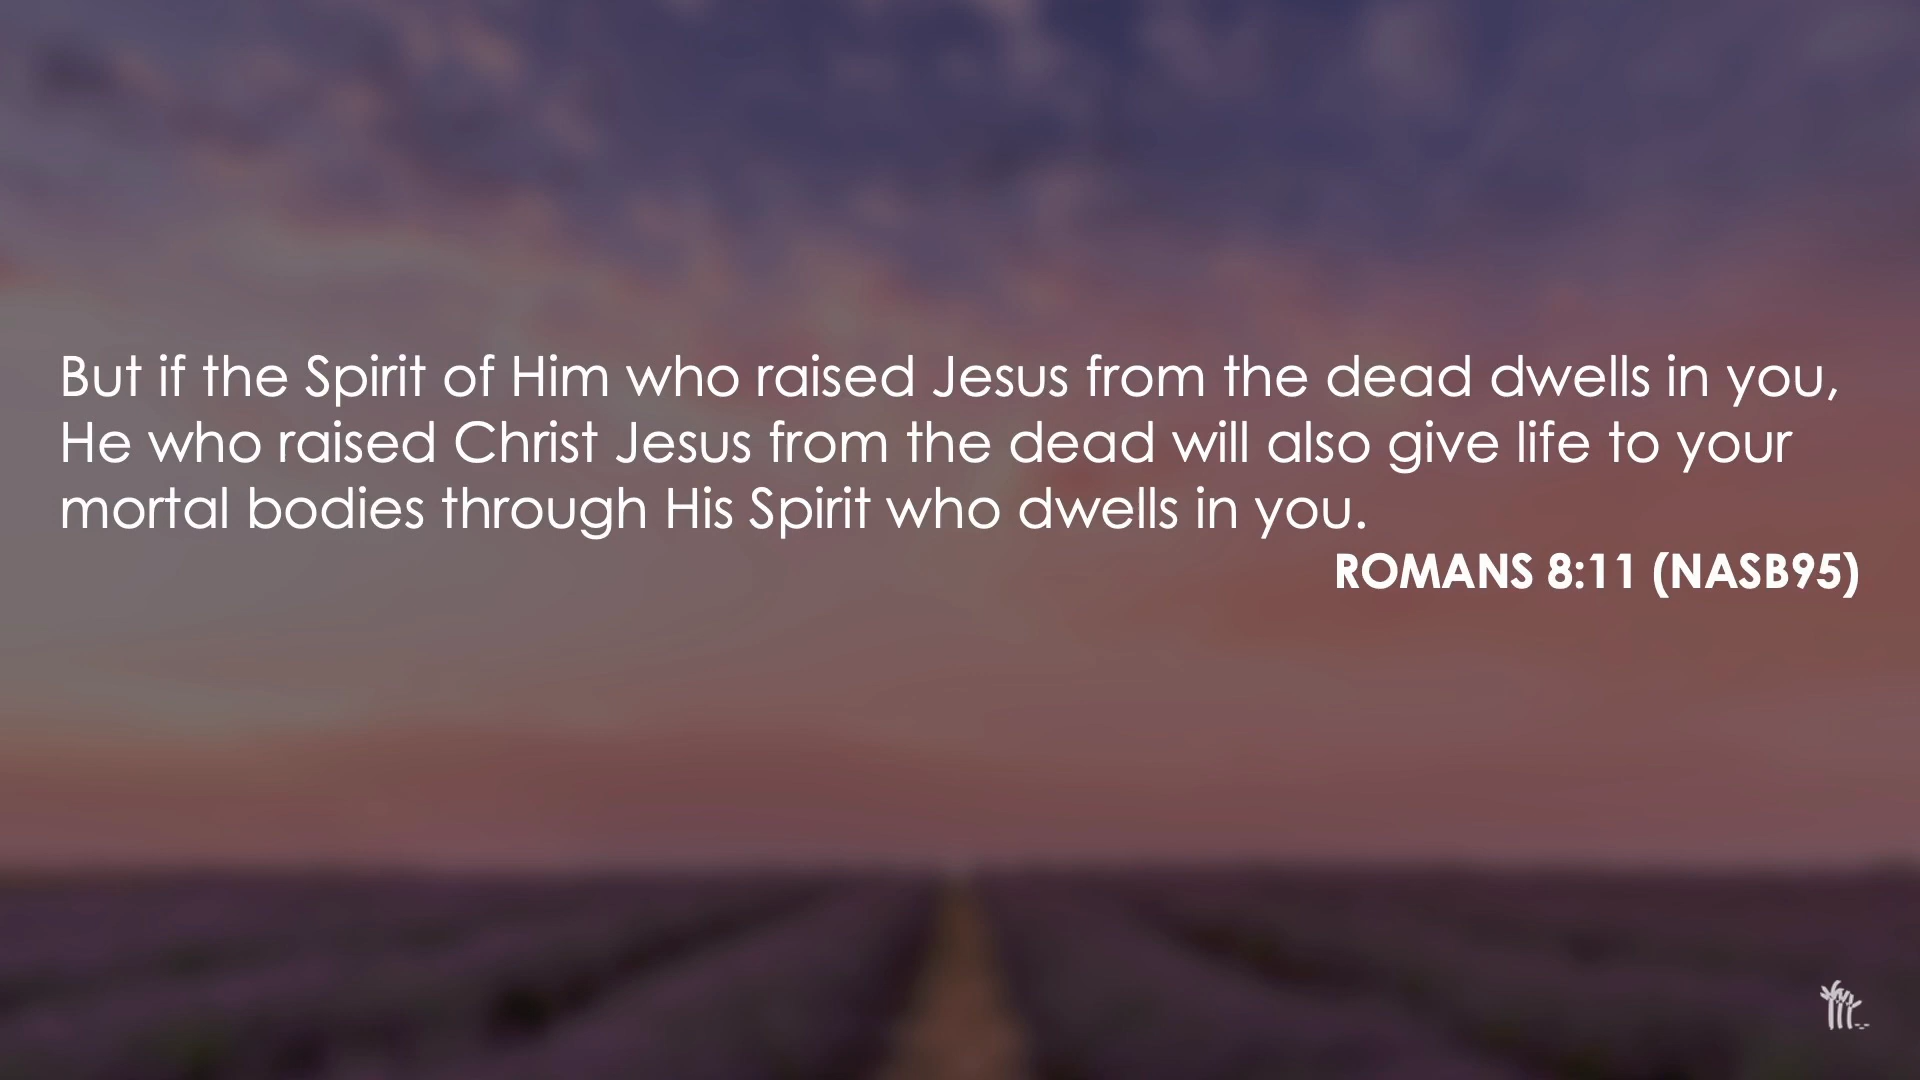 But if the Spirit of Him who raised Jesus from the dead dwells in you,
He who raised Christ Jesus from the dead will also give life to your
mortal bodies through His Spirit who dwells in you.
ROMANS 8:11 (NASB95)